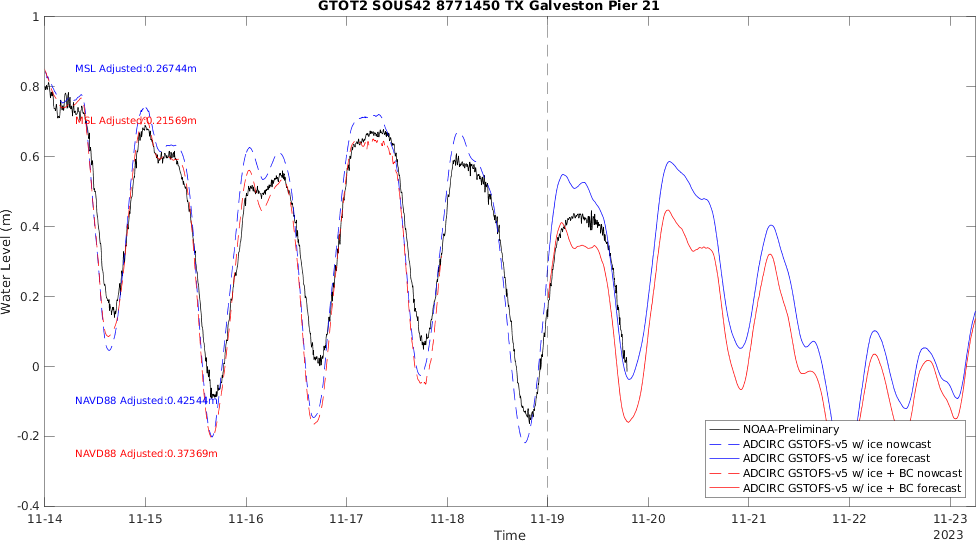 GTOT2 SOUS42 8771450 TX Galveston Pier 21
1
0.8
0.6
0.4
0.2
0
-0.2
-0.4
Water Level (m)
MSL Adjusted:0.26744m
MSL Adjusted:0.21569m
NAVD88 Adjusted:0.42544m
NAVD88 Adjusted:0.37369m
NOAA-Preliminary
ADCIRC GSTOFS-v5 w/ ice nowcast
ADCIRC GSTOFS-v5 w/ ice forecast
ADCIRC GSTOFS-v5 w/ ice + BC nowcast
ADCIRC GSTOFS-v5 w/ ice + BC forecast
11-14 11-15 11-16 11-17 11-18 11-19 11-20 11-21 11-22 11-23
Time
2023